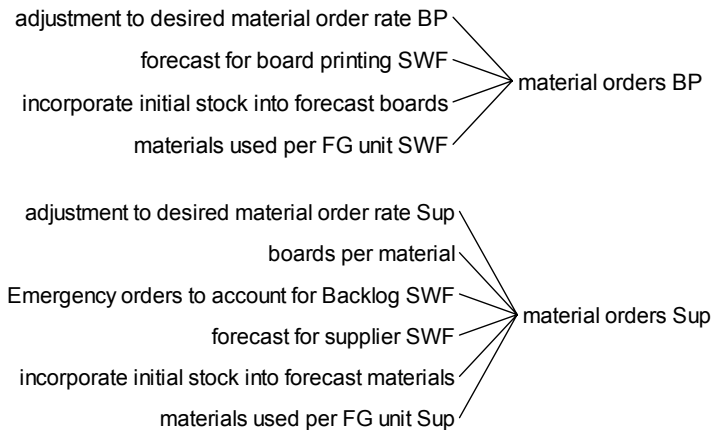 adjustment to desired material order rate BP
forecast for board printing SWF
material orders BP
incorporate initial stock into forecast boards
materials used per FG unit SWF
adjustment to desired material order rate Sup
boards per material
Emergency orders to account for Backlog SWF
material orders Sup
forecast for supplier SWF
incorporate initial stock into forecast materials
materials used per FG unit Sup